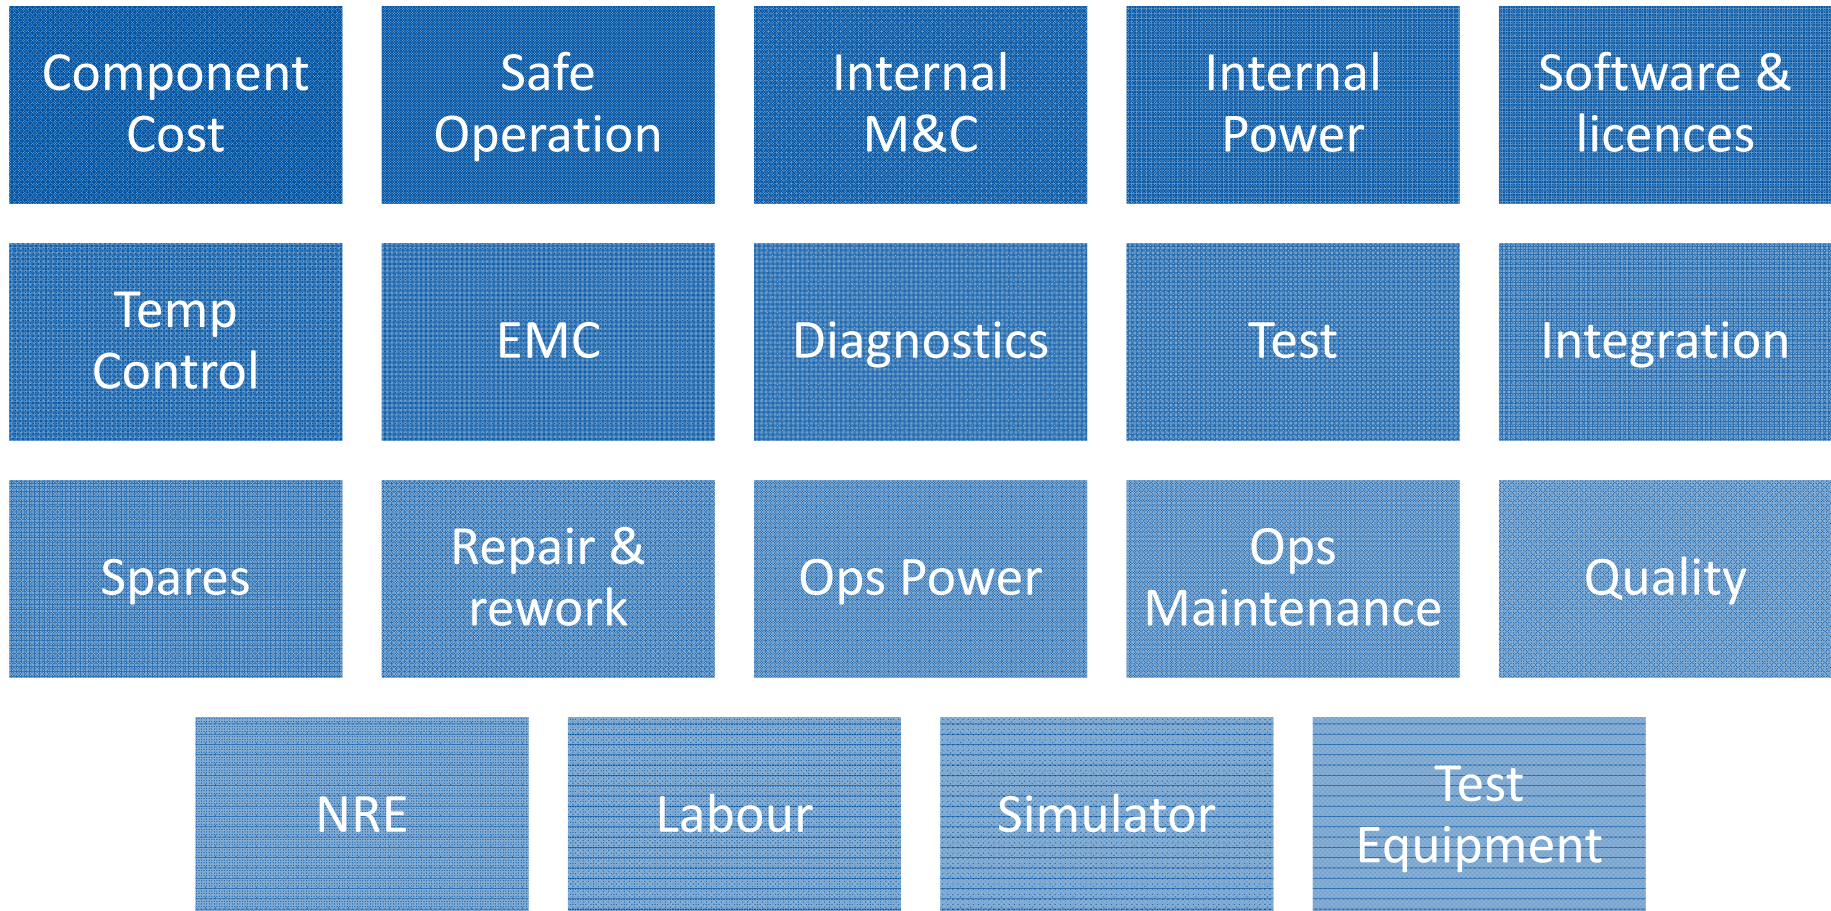 Component
Cost
Safe
Operation
Internal
M&C
Internal
Power
Software &
licences
Temp
Control
EMC
Diagnostics
Test
Integration
Spares
Repair &
rework
Ops Power
Ops
Maintenance
Quality
NRE
Labour
Simulator
Test
Equipment